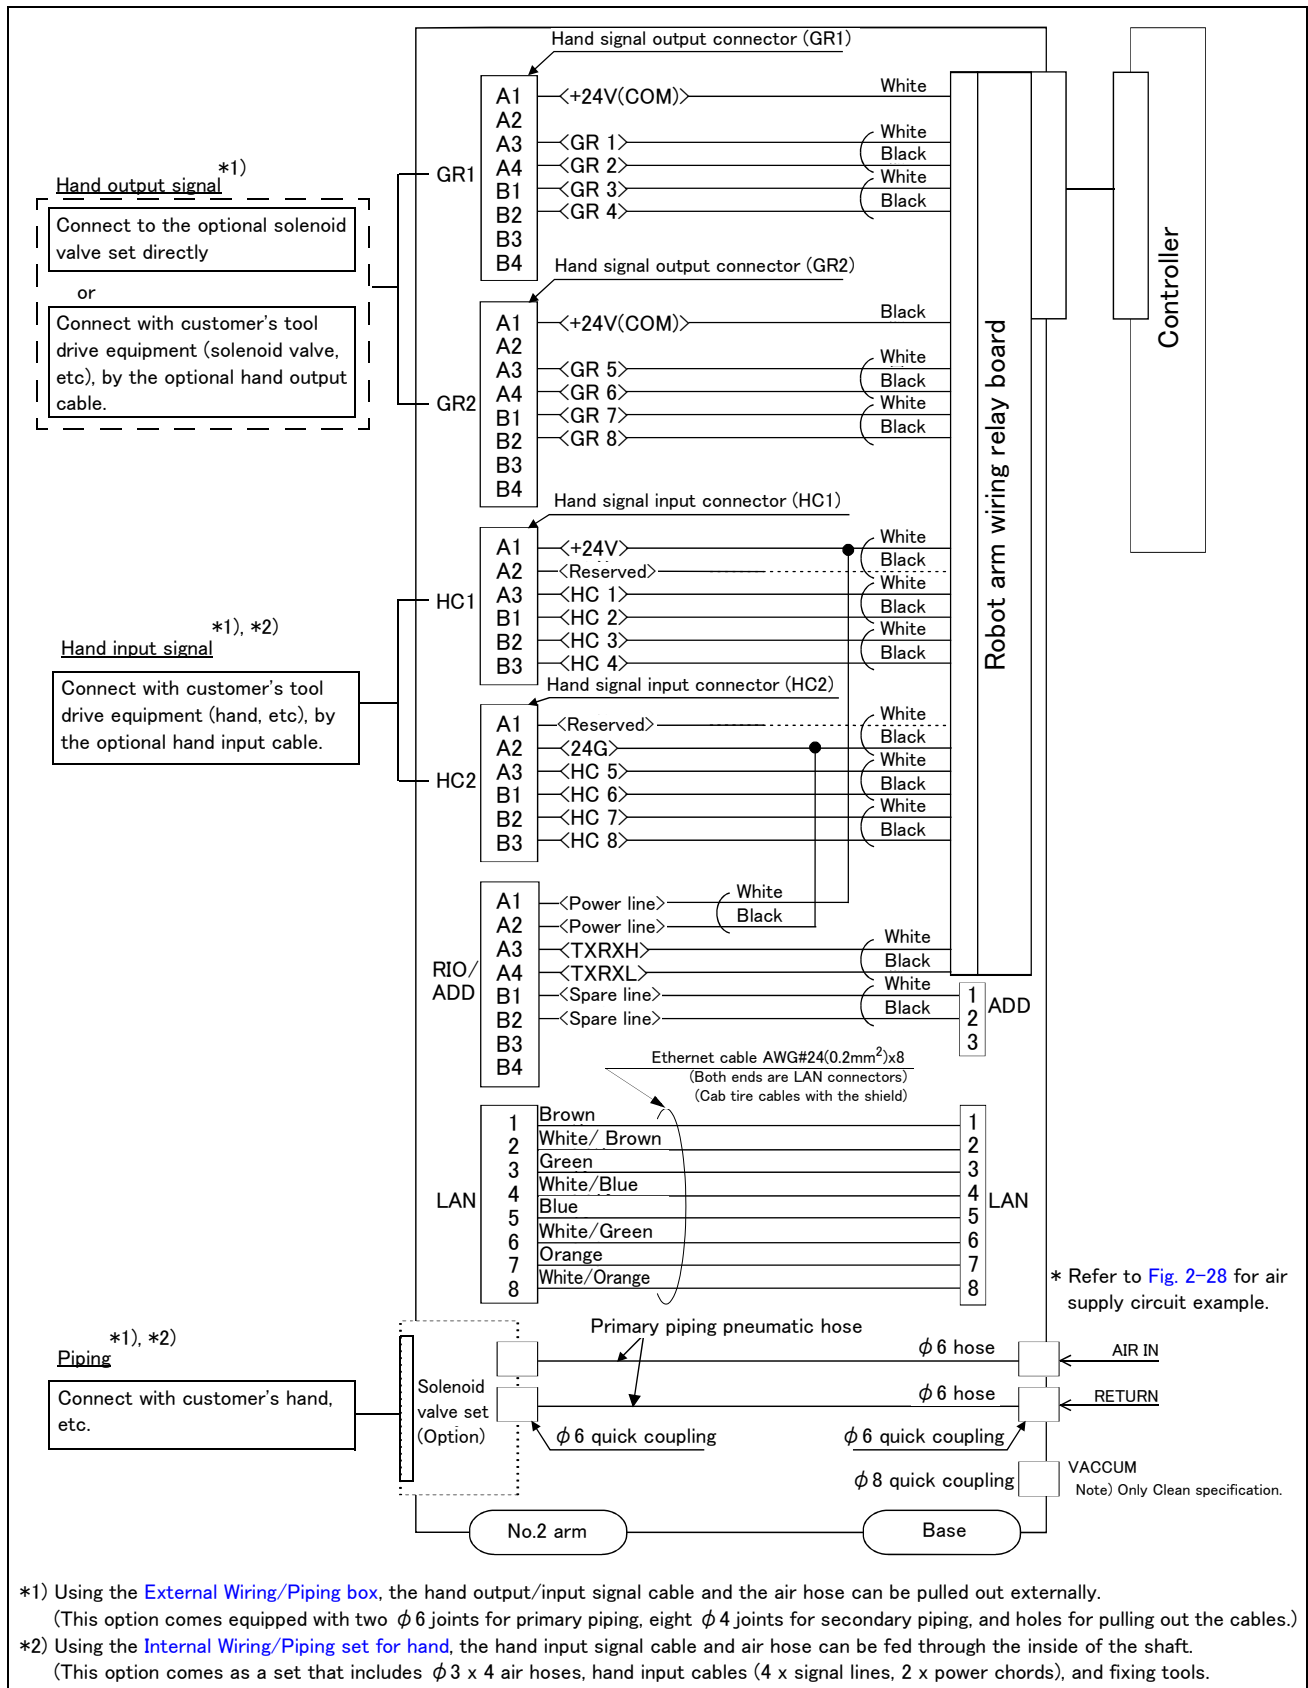 Hand signal output connector (GR1)
A1 <+24V(COM)> White
A2
A3 <GR 1> White
A4 <GR 2> Black
B1 <GR 3> White
B2 <GR 4> Black
B3
B4
GR1
*1)
Hand output signal
Connect to the optional solenoid
valve set directly
or
Connect with customer's tool
drive equipment (solenoid valve,
etc), by the optional hand output
cable.
Hand signal output connector (GR2)
A1 <+24V(COM)> Black
A2
A3 <GR 5> White
A4 <GR 6> Black
B1 <GR 7> White
B2 <GR 8> Black
B3
B4
GR2
Robot arm wiring relay board
Controller
Hand signal input connector (HC1)
A1 <+24V> White
A2 <Reserved> Black
A3 <HC 1> White
B1 <HC 2> Black
B2 <HC 3> White
B3 <HC 4> Black
HC1
*1), *2)
Hand input signal
Connect with customer's tool
drive equipment (hand, etc), by
the optional hand input cable.
Hand signal input connector (HC2)
A1 <Reserved> White
A2 <24G> Black
A3 <HC 5> White
B1 <HC 6> Black
B2 <HC 7> White
B3 <HC 8> Black
HC2
A1 <Power line> White
A2 <Power line> Black
A3 <TXRXH> White
A4 <TXRXL> Black
B1 <Spare line> White 1
B2 <Spare line> Black 2
B3 3
B4
RIO/
ADD
ADD
Ethernet cable AWG#24(0.2mm²)x8
(Both ends are LAN connectors)
(Cab tire cables with the shield)
1 Brown 1
2 White/ Brown 2
3 Green 3
4 White/Blue 4
5 Blue 5
6 White/Green 6
7 Orange 7
8 White/Orange 8
LAN
LAN
* Refer to Fig. 2-28 for air
supply circuit example.
*1), *2)
Piping
Connect with customer's hand,
etc.
Solenoid
valve set
(Option)
Primary piping pneumatic hose
φ6 hose AIR IN
φ6 hose RETURN
φ6 quick coupling φ6 quick coupling
φ8 quick coupling VACCUM
Note) Only Clean specification.
No.2 arm Base
*1) Using the External Wiring/Piping box, the hand output/input signal cable and the air hose can be pulled out externally.
(This option comes equipped with two φ6 joints for primary piping, eight φ4 joints for secondary piping, and holes for pulling out the cables.)
*2) Using the Internal Wiring/Piping set for hand, the hand input signal cable and air hose can be fed through the inside of the shaft.
(This option comes as a set that includes φ3 x 4 air hoses, hand input cables (4 x signal lines, 2 x power chords), and fixing tools.